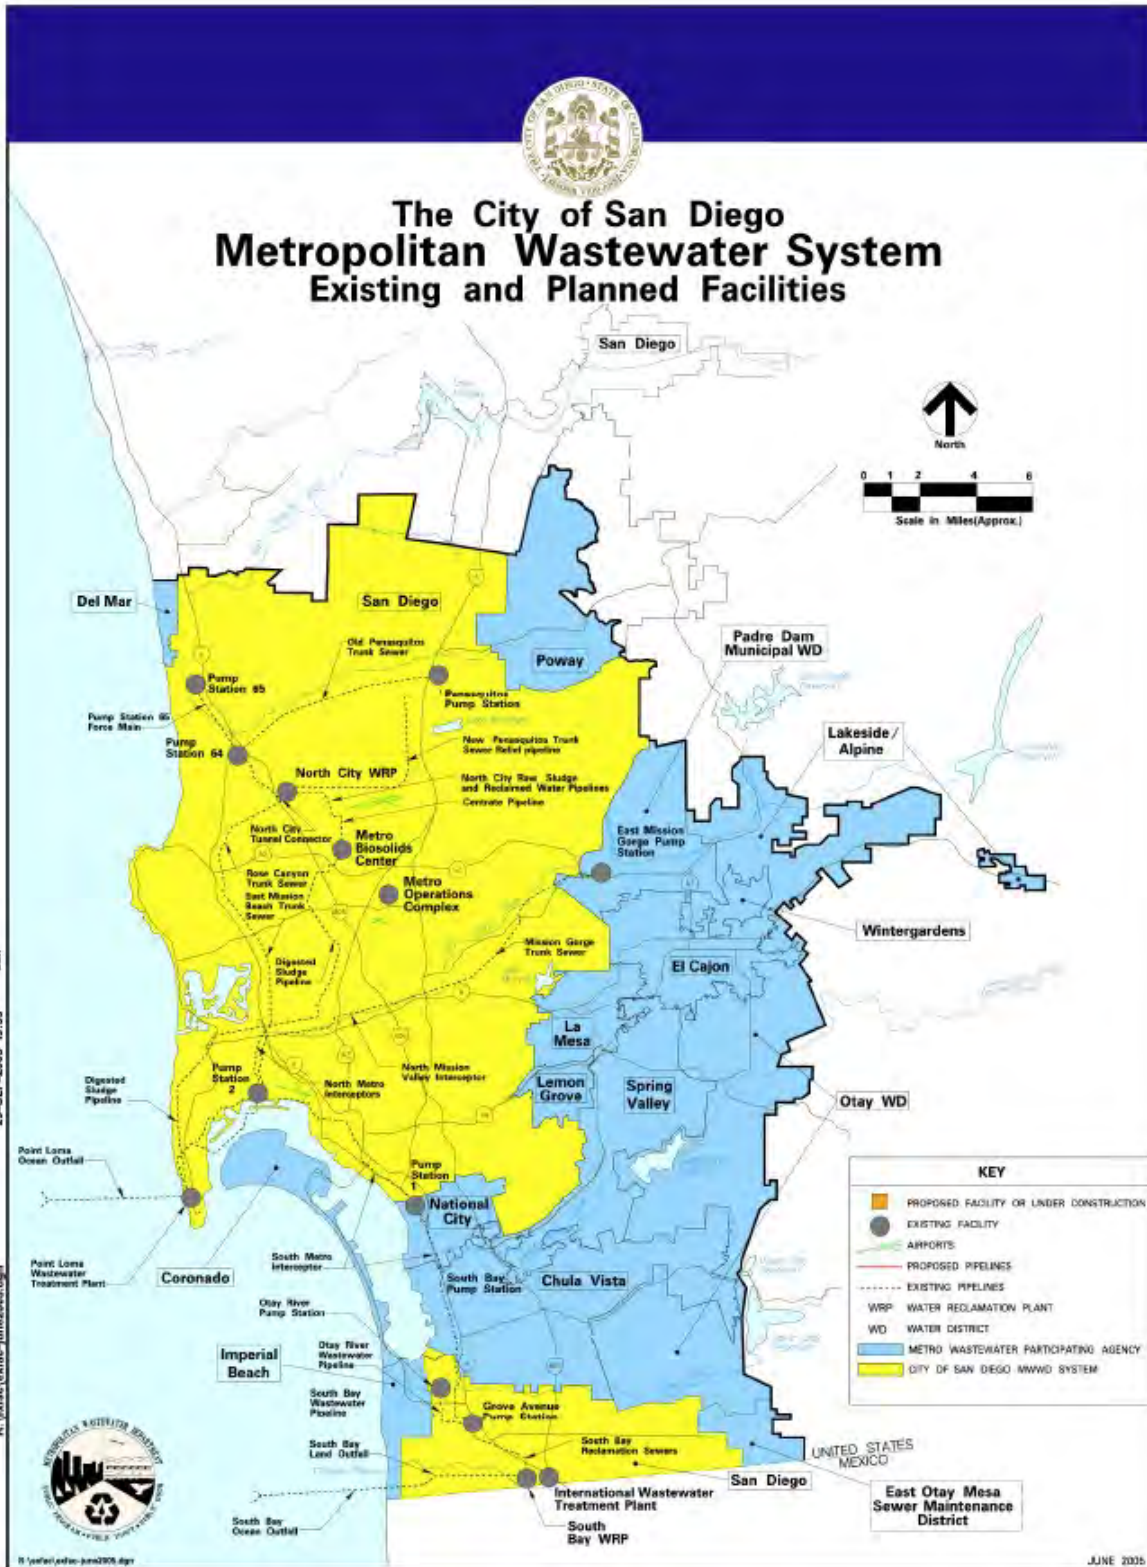 The City of San Diego
Metropolitan Wastewater System
Existing and Planned Facilities
San Diego
North
0 1 2 4 6
Scale in Miles(Approx.)
Del Mar
San Diego
Old Penasquitos
Trunk Sewer
Poway
Padre Dam
Municipal WD
Pump
Station 65
Penasquitos
Pump Station
Pump Station 65
Force Main
Pump
Station 64
New Penasquitos Trunk
Sewer Relief pipeline
Lakeside/
Alpine
North City WRP
North City Raw Sludge
and Reclaimed Water Pipelines
Centrate Pipeline
North City
Tunnel Connector
Metro
Biosolids
Center
East Mission
Gorge Pump
Station
Rose Canyon
Trunk Sewer
East Mission
Beach Trunk
Sewer
Metro
Operations
Complex
Wintergardens
Mission Gorge
Trunk Sewer
Digested
Sludge
Pipeline
El Cajon
La
Mesa
Pump
Station
2
North Metro
Interceptors
North Mission
Valley Interceptor
Lemon
Grove
Spring
Valley
Otay WD
Digested
Sludge
Pipeline
Point Loma
Ocean Outfall
Pump
Station
1
National
City
Point Loma
Wastewater
Treatment Plant
Coronado
South Metro
Interceptor
South Bay
Pump Station
Chula Vista
Otay River
Pump Station
Otay River
Wastewater
Pipeline
Imperial
Beach
South Bay
Wastewater
Pipeline
Grove Avenue
Pump Station
South Bay
Land Outfall
South Bay
Reclamation Sewers
UNITED STATES
MEXICO
San Diego
South Bay
Ocean Outfall
International Wastewater
Treatment Plant
South
Bay WRP
East Otay Mesa
Sewer Maintenance
District
KEY
PROPOSED FACILITY OR UNDER CONSTRUCTION
EXISTING FACILITY
AIRPORTS
PROPOSED PIPELINES
EXISTING PIPELINES
WRP WATER RECLAMATION PLANT
WD WATER DISTRICT
METRO WASTEWATER PARTICIPATING AGENCY
CITY OF SAN DIEGO MWWD SYSTEM
METROPOLITAN WASTEWATER DEPARTMENT
JUNE 2005